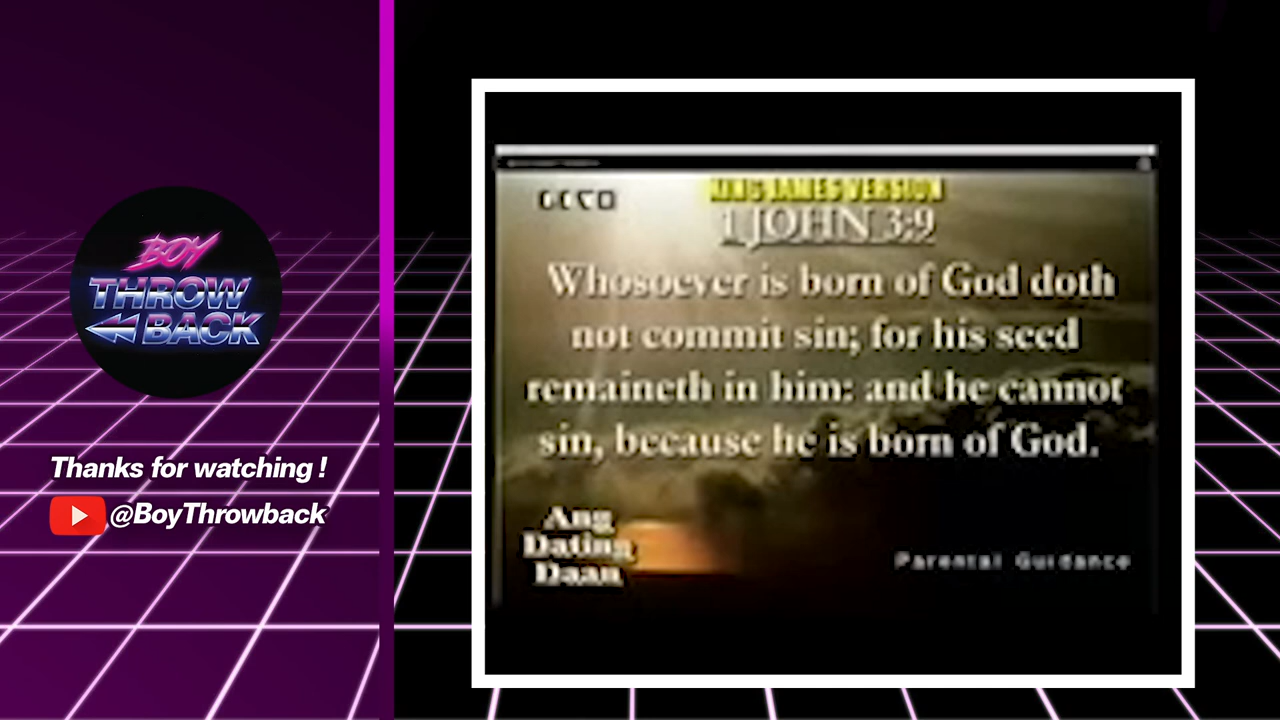 BOY
THROW
BACK
Thanks for watching !
@BoyThrowback
KING JAMES VERSION
1 JOHN 3:9
Whosoever is born of God doth
not commit sin; for his seed
remaineth in him: and he cannot
sin, because he is born of God.
Ang
Dating
Daan
Parental Guidance